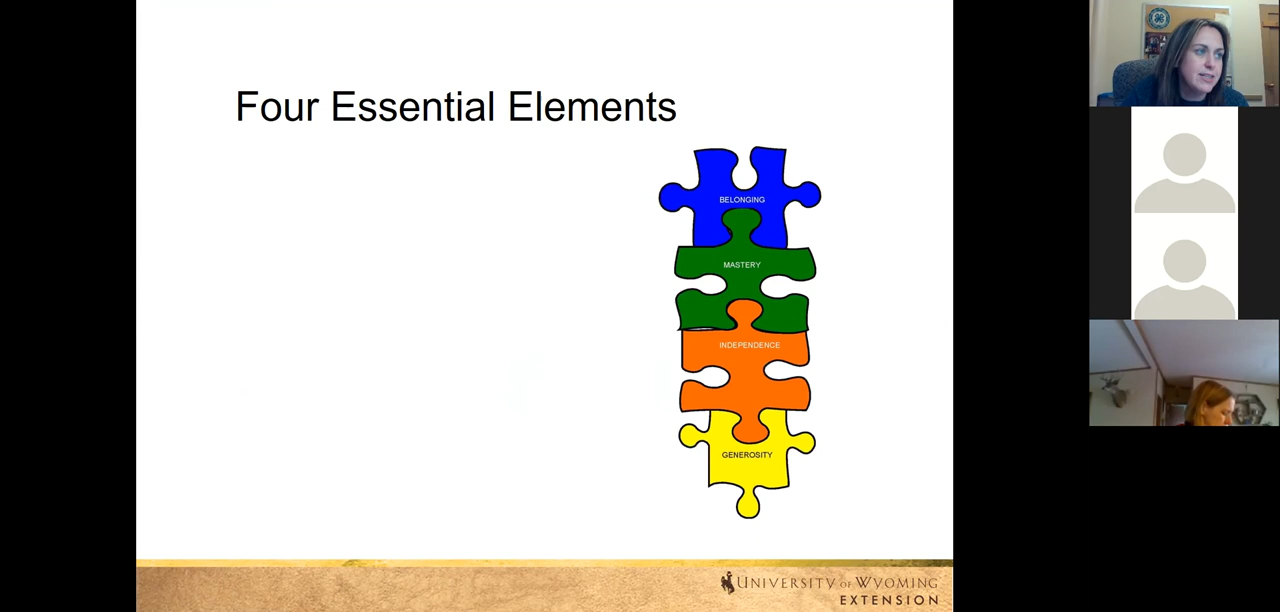 Four Essential Elements
BELONGING
MASTERY
INDEPENDENCE
GENEROSITY
UNIVERSITY OF WYOMING
EXTENSION